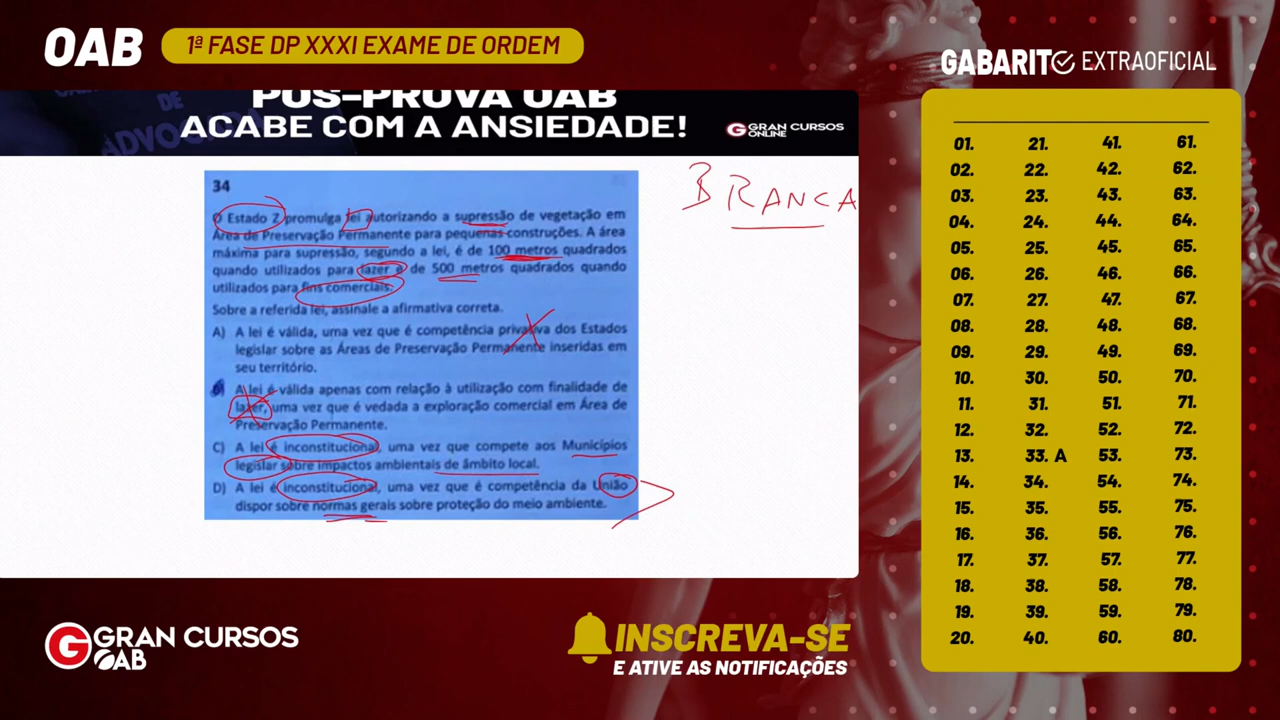 OAB
1ª FASE DP XXXI EXAME DE ORDEM
GABARITO EXTRAOFICIAL
PÓS-PROVA OAB
ACABE COM A ANSIEDADE!
GRAN CURSOS
ONLINE
DE
ADVOC
34
O Estado Z promulga lei autorizando a supressão de vegetação em
Área de Preservação Permanente para pequenas construções. A área
máxima para supressão, segundo a lei, é de 100 metros quadrados
quando utilizados para lazer e de 500 metros quadrados quando
utilizados para fins comerciais.
Sobre a referida lei, assinale a afirmativa correta.
A) A lei é válida, uma vez que é competência privativa dos Estados
legislar sobre as Áreas de Preservação Permanente inseridas em
seu território.
B) A lei é válida apenas com relação à utilização com finalidade de
lazer, uma vez que é vedada a exploração comercial em Área de
Preservação Permanente.
C) A lei é inconstitucional, uma vez que compete aos Municípios
legislar sobre impactos ambientais de âmbito local.
D) A lei é inconstitucional, uma vez que é competência da União
dispor sobre normas gerais sobre proteção do meio ambiente.
BRANCA
01. 21. 41. 61.
02. 22. 42. 62.
03. 23. 43. 63.
04. 24. 44. 64.
05. 25. 45. 65.
06. 26. 46. 66.
07. 27. 47. 67.
08. 28. 48. 68.
09. 29. 49. 69.
10. 30. 50. 70.
11. 31. 51. 71.
12. 32. 52. 72.
13. 33. A 53. 73.
14. 34. 54. 74.
15. 35. 55. 75.
16. 36. 56. 76.
17. 37. 57. 77.
18. 38. 58. 78.
19. 39. 59. 79.
20. 40. 60. 80.
GRAN CURSOS
OAB
INSCREVA-SE
E ATIVE AS NOTIFICAÇÕES